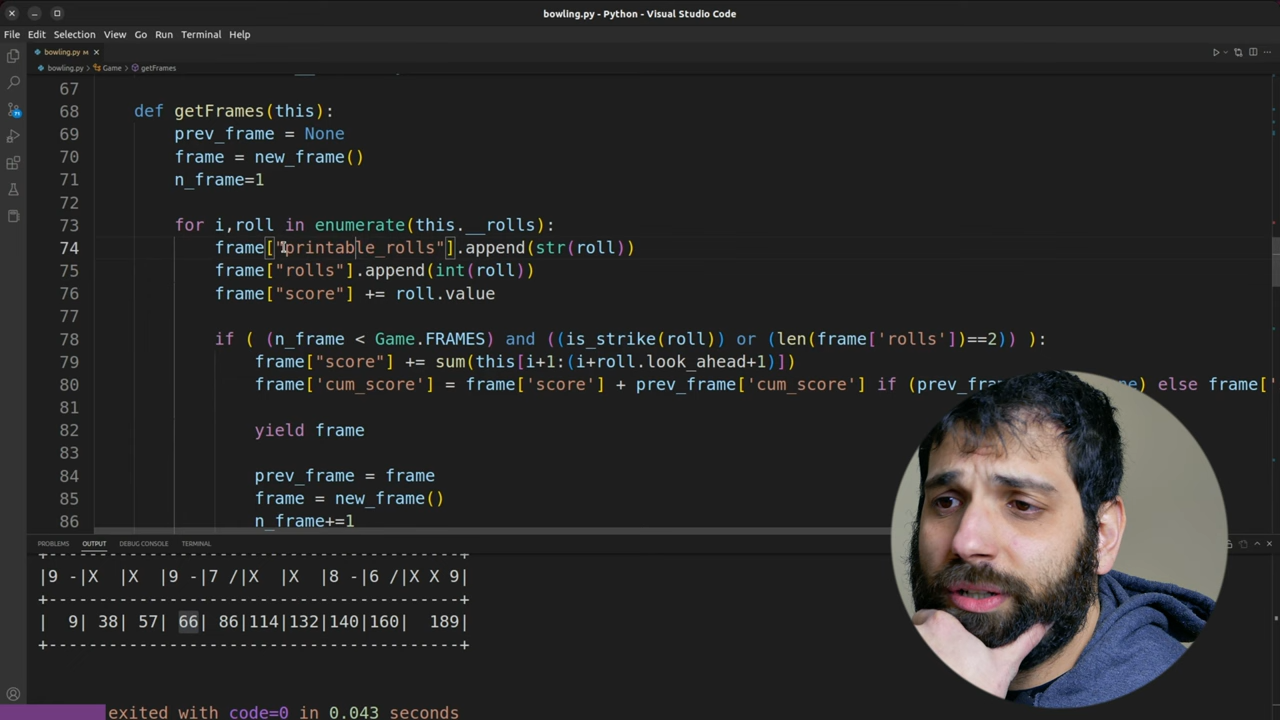 bowling.py - Python - Visual Studio Code
File Edit Selection View Go Run Terminal Help
bowling.py M
bowling.py > Game > getFrames
67
68 def getFrames(this):
69 prev_frame = None
70 frame = new_frame()
71 n_frame=1
72
73 for i,roll in enumerate(this.__rolls):
74 frame["printable_rolls"].append(str(roll))
75 frame["rolls"].append(int(roll))
76 frame["score"] += roll.value
77
78 if ( (n_frame < Game.FRAMES) and ((is_strike(roll)) or (len(frame['rolls'])==2)) ):
79 frame["score"] += sum(this[i+1:(i+roll.look_ahead+1)])
80 frame['cum_score'] = frame['score'] + prev_frame['cum_score'] if (prev_ else frame['
81
82 yield frame
83
84 prev_frame = frame
85 frame = new_frame()
86 n_frame+=1
PROBLEMS OUTPUT DEBUG CONSOLE TERMINAL
+--+--+--+--+--+--+--+--+--+--+
|9 -|X |X |9 -|7 /|X |X |8 -|6 /|X X 9|
+---------------------------------------+
| 9| 38| 57| 66| 86|114|132|140|160| 189|
+---------------------------------------+
exited with code=0 in 0.043 seconds